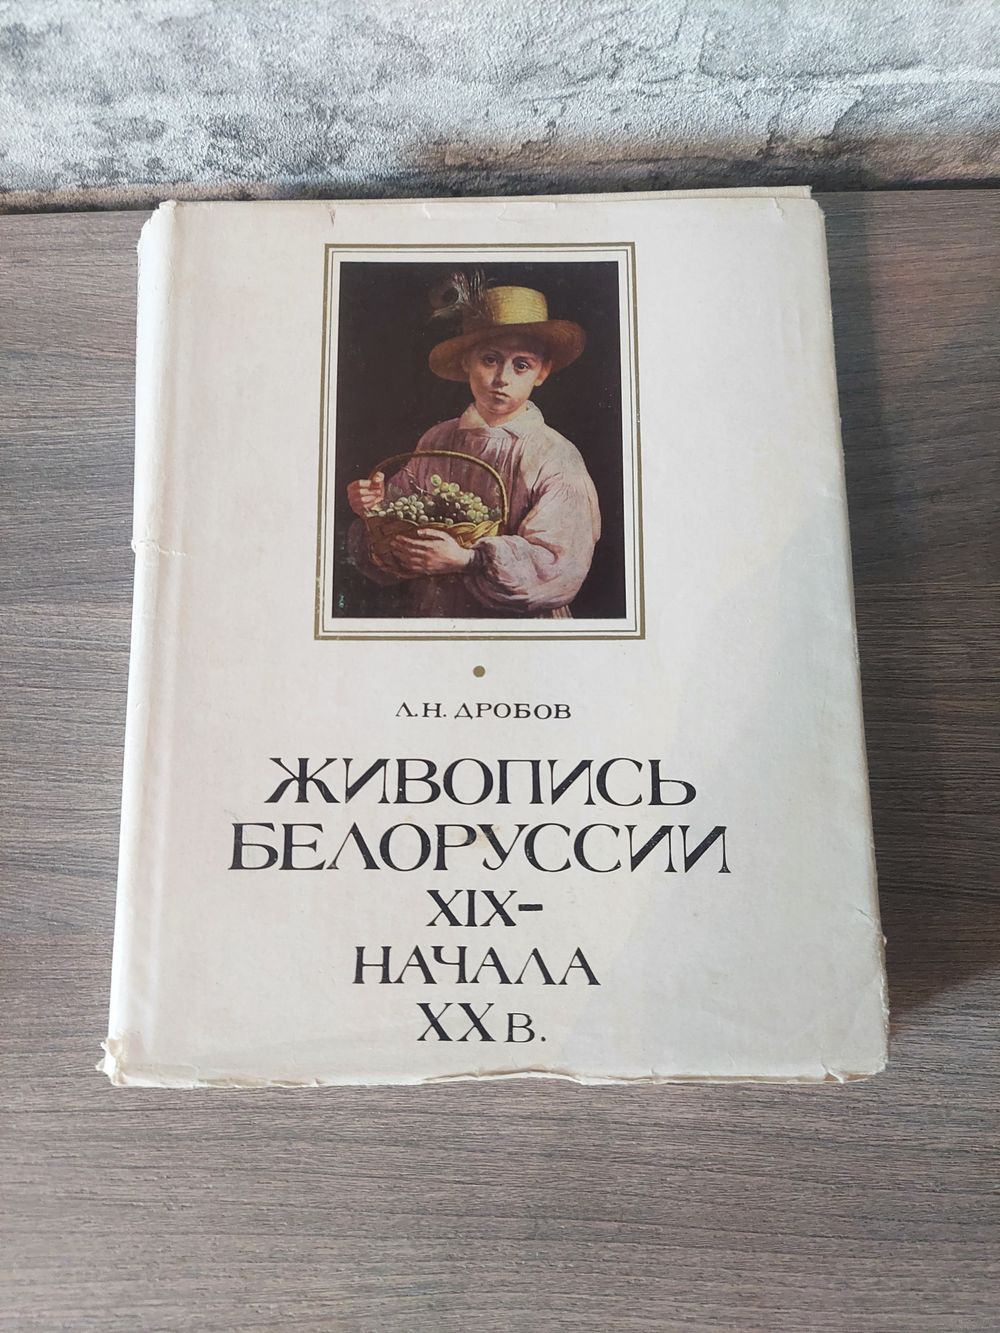 Л.Н. ДРОБОВ
ЖИВОПИСЬ
БЕЛОРУССИИ
XIX–
НАЧАЛА
XX В.